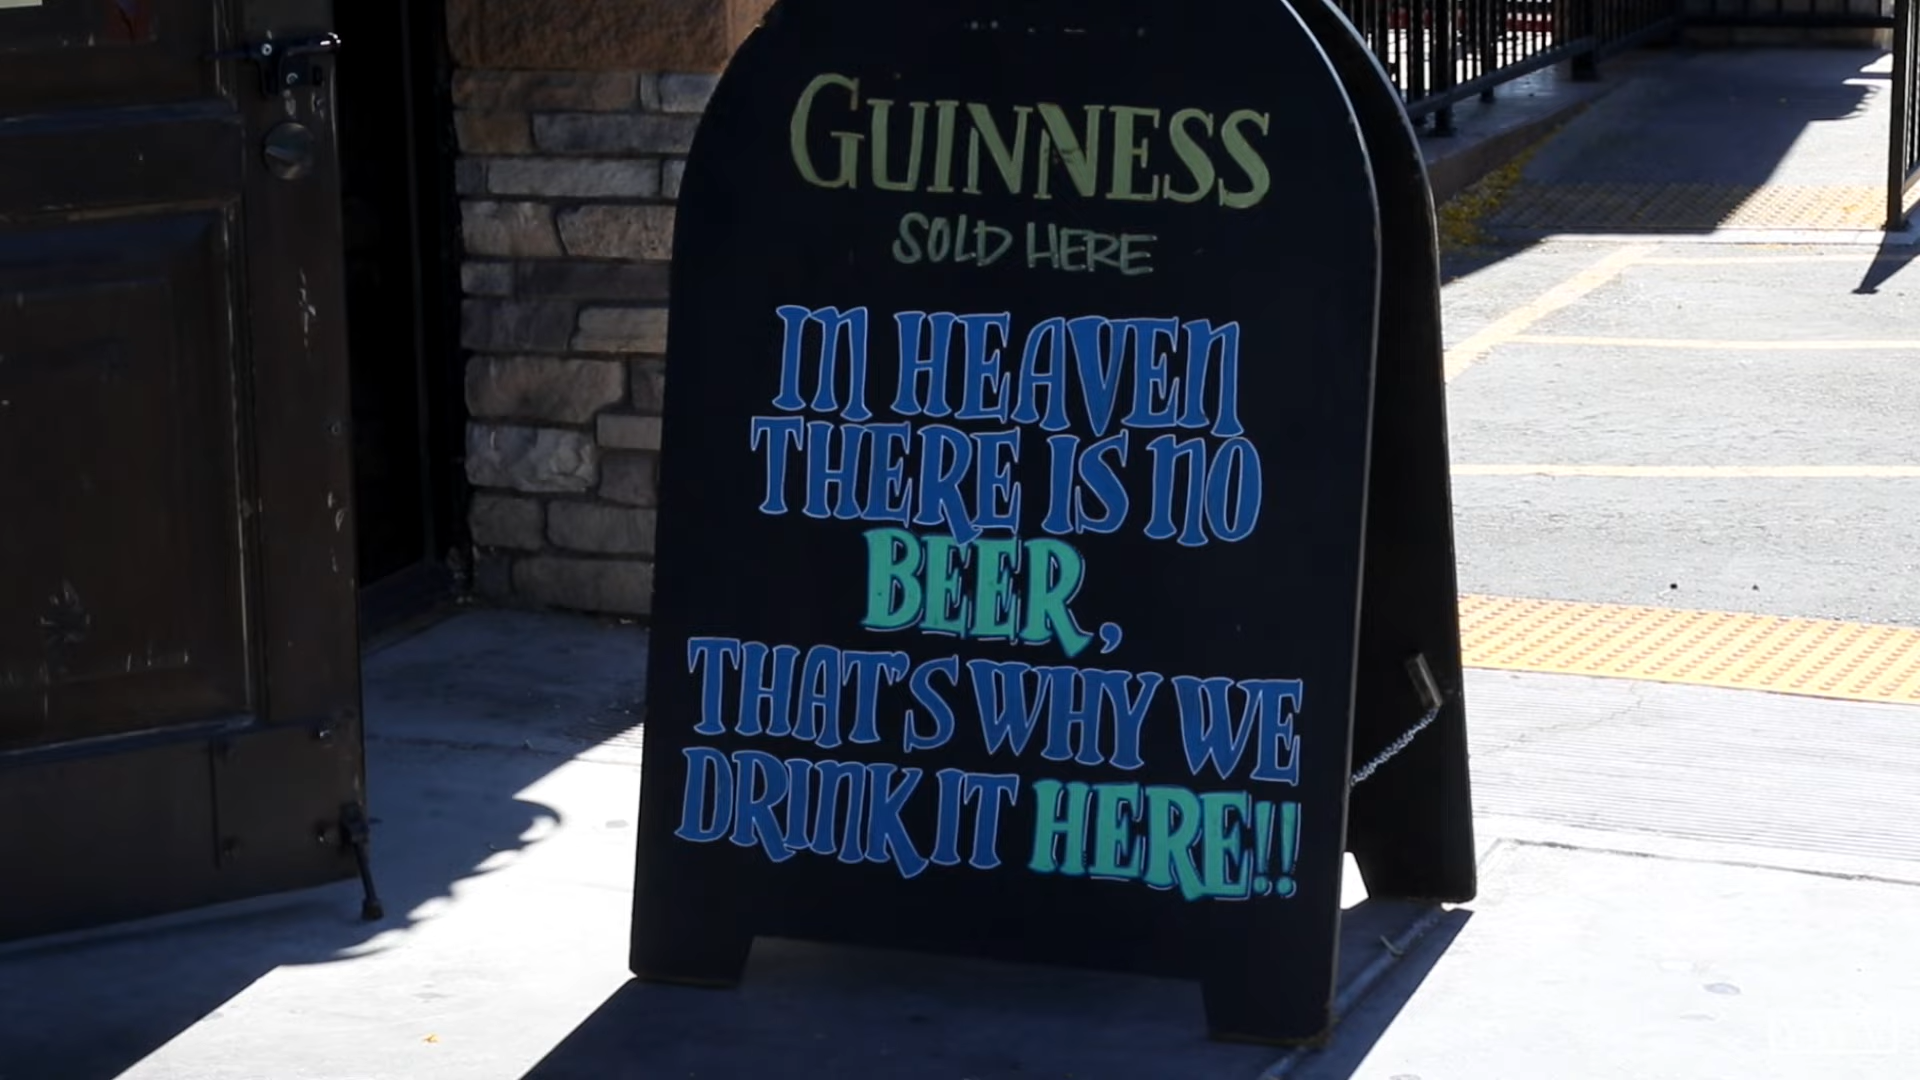 GUINNESS
SOLD HERE
IN HEAVEN
THERE IS NO
BEER,
THAT'S WHY WE
DRINK IT HERE!!